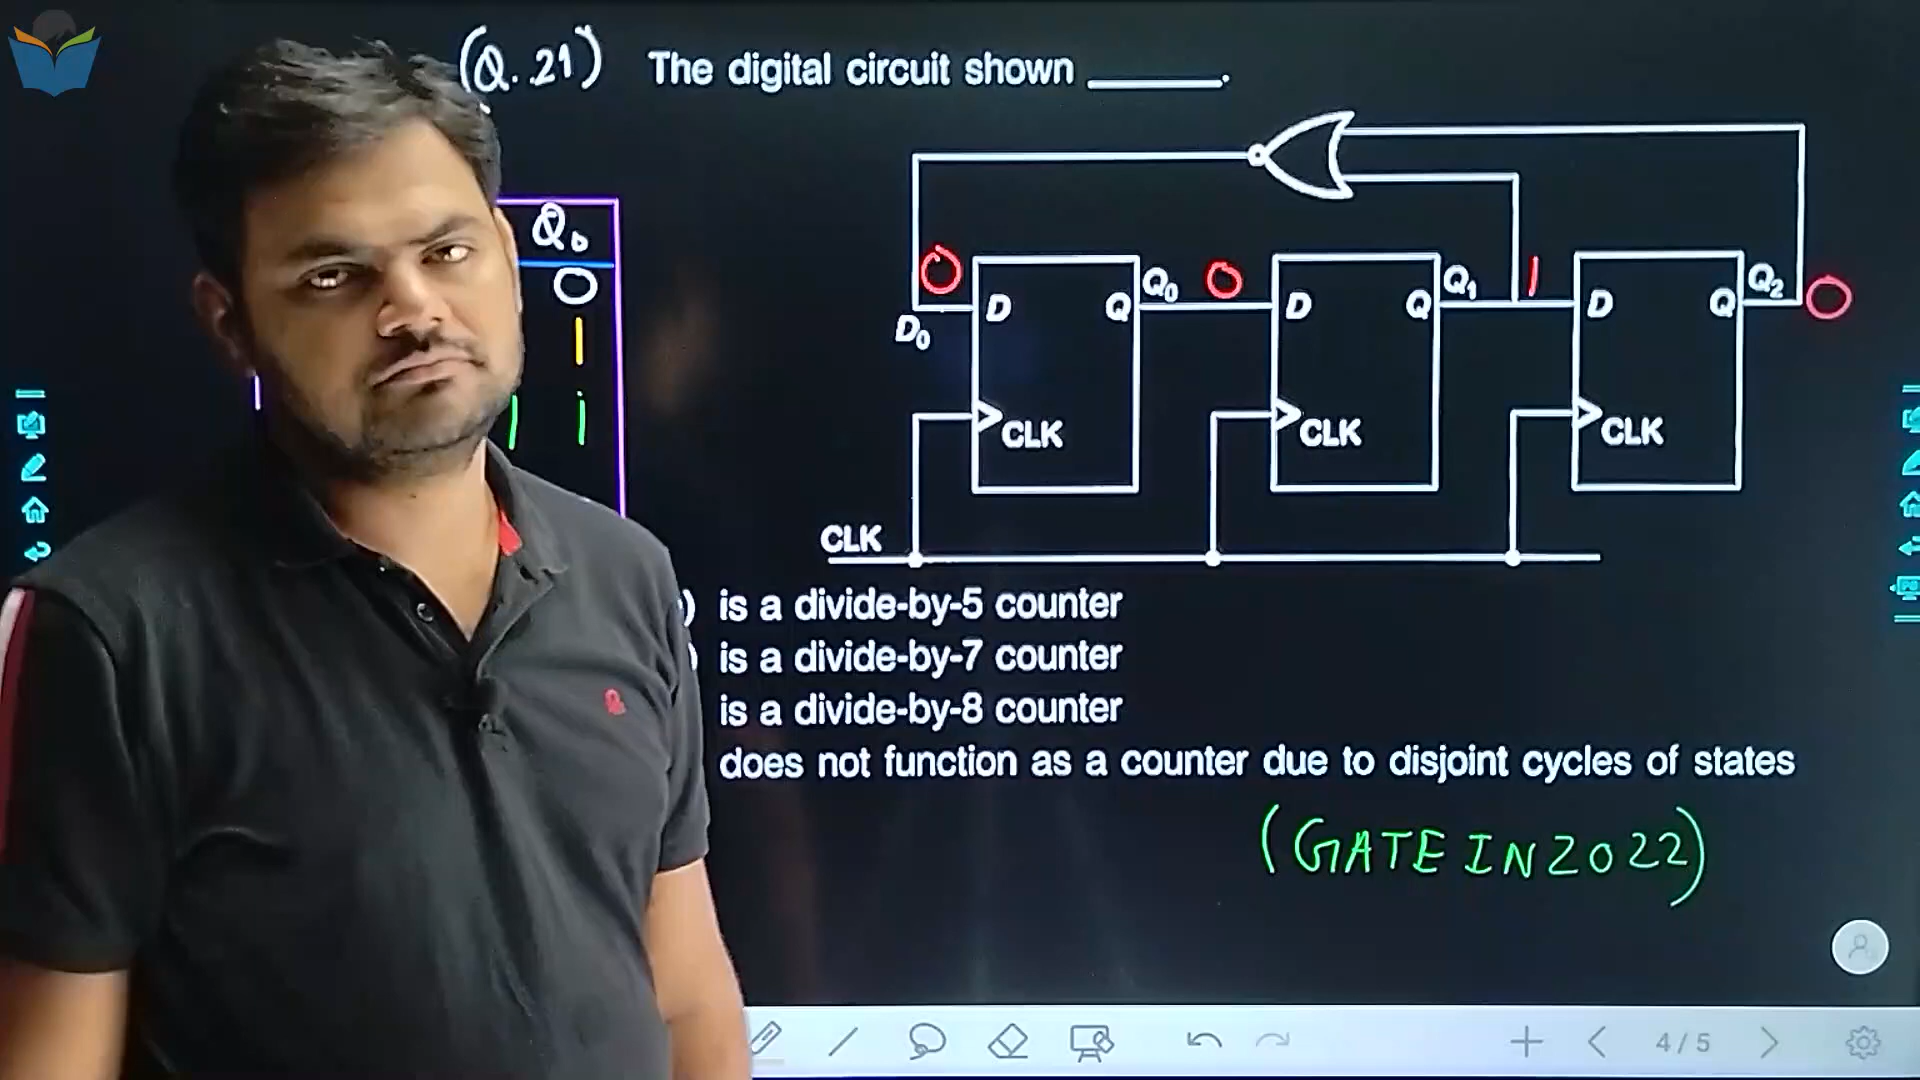 (Q.21) The digital circuit shown ______.
Q0
0
1
1 1
1
0 0 1 0
D Q Q0 D Q Q1 D Q Q2
D0
CLK CLK CLK
CLK
) is a divide-by-5 counter
) is a divide-by-7 counter
is a divide-by-8 counter
does not function as a counter due to disjoint cycles of states
(GATE IN 2022)
4 / 5